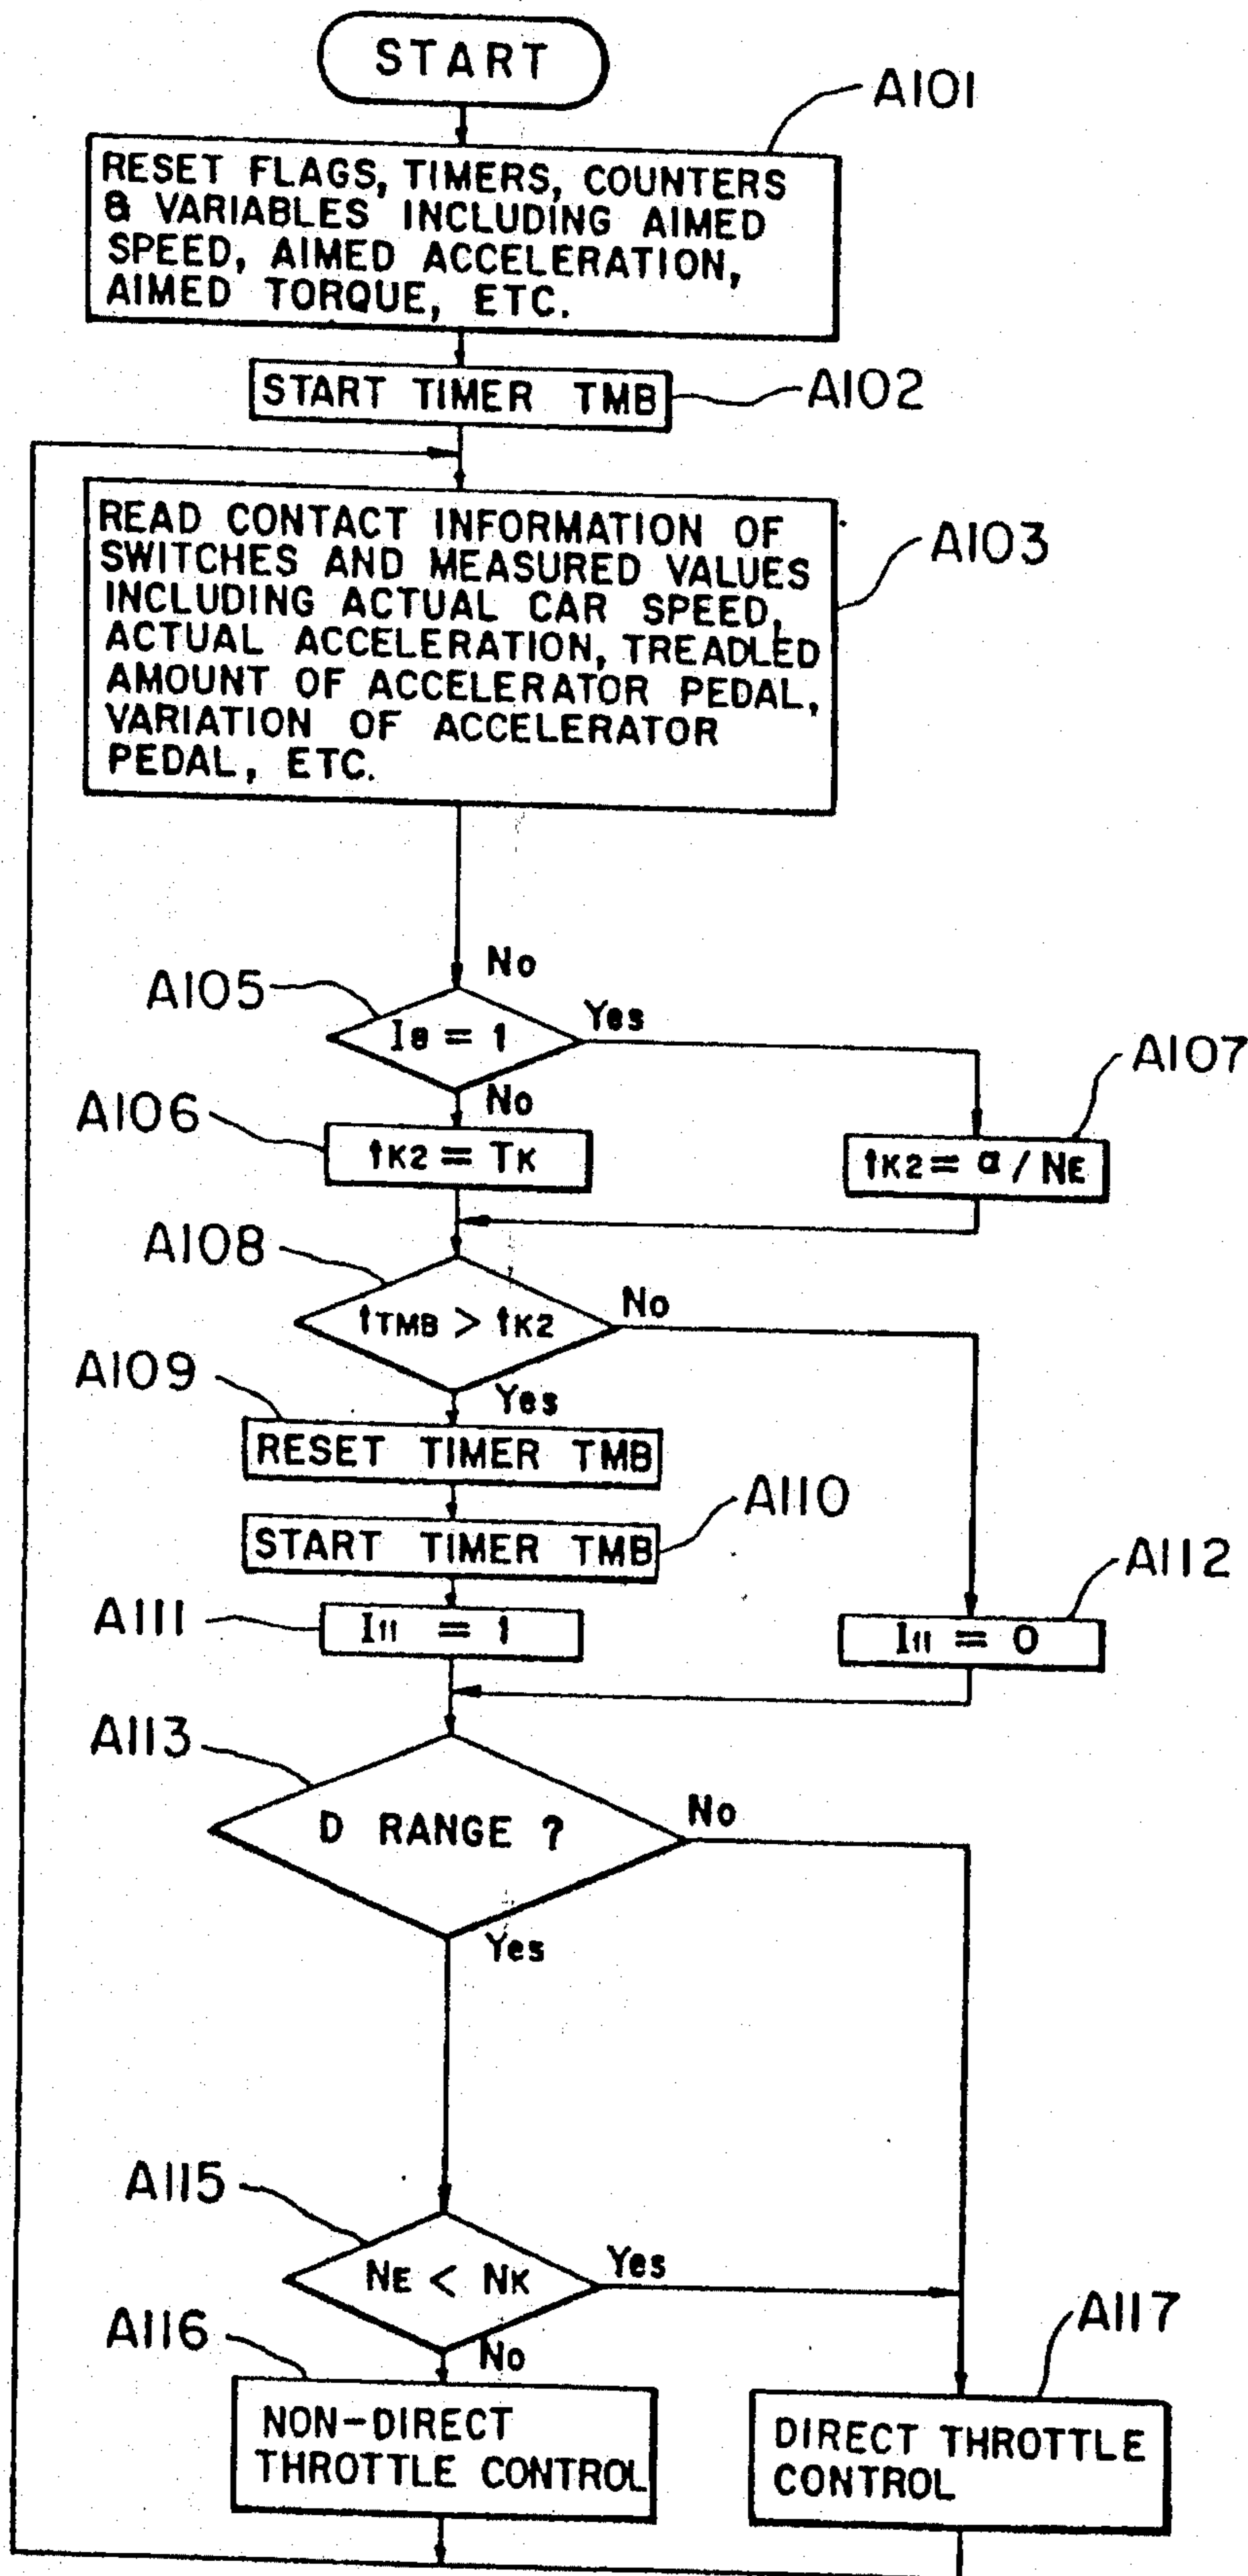 START
A101
RESET FLAGS, TIMERS, COUNTERS
& VARIABLES INCLUDING AIMED
SPEED, AIMED ACCELERATION,
AIMED TORQUE, ETC.
START TIMER TMB
A102
READ CONTACT INFORMATION OF
SWITCHES AND MEASURED VALUES
INCLUDING ACTUAL CAR SPEED,
ACTUAL ACCELERATION, TREADLED
AMOUNT OF ACCELERATOR PEDAL,
VARIATION OF ACCELERATOR
PEDAL, ETC.
A103
No
A105
I8 = 1
Yes
A107
No
A106
tK2 = TK
tK2 = α / NE
A108
tTMB > tK2
No
A109
Yes
RESET TIMER TMB
A110
START TIMER TMB
A112
A111
I11 = 1
I11 = 0
A113
D RANGE ?
No
Yes
A115
NE < NK
Yes
A116
No
A117
NON-DIRECT
THROTTLE CONTROL
DIRECT THROTTLE
CONTROL